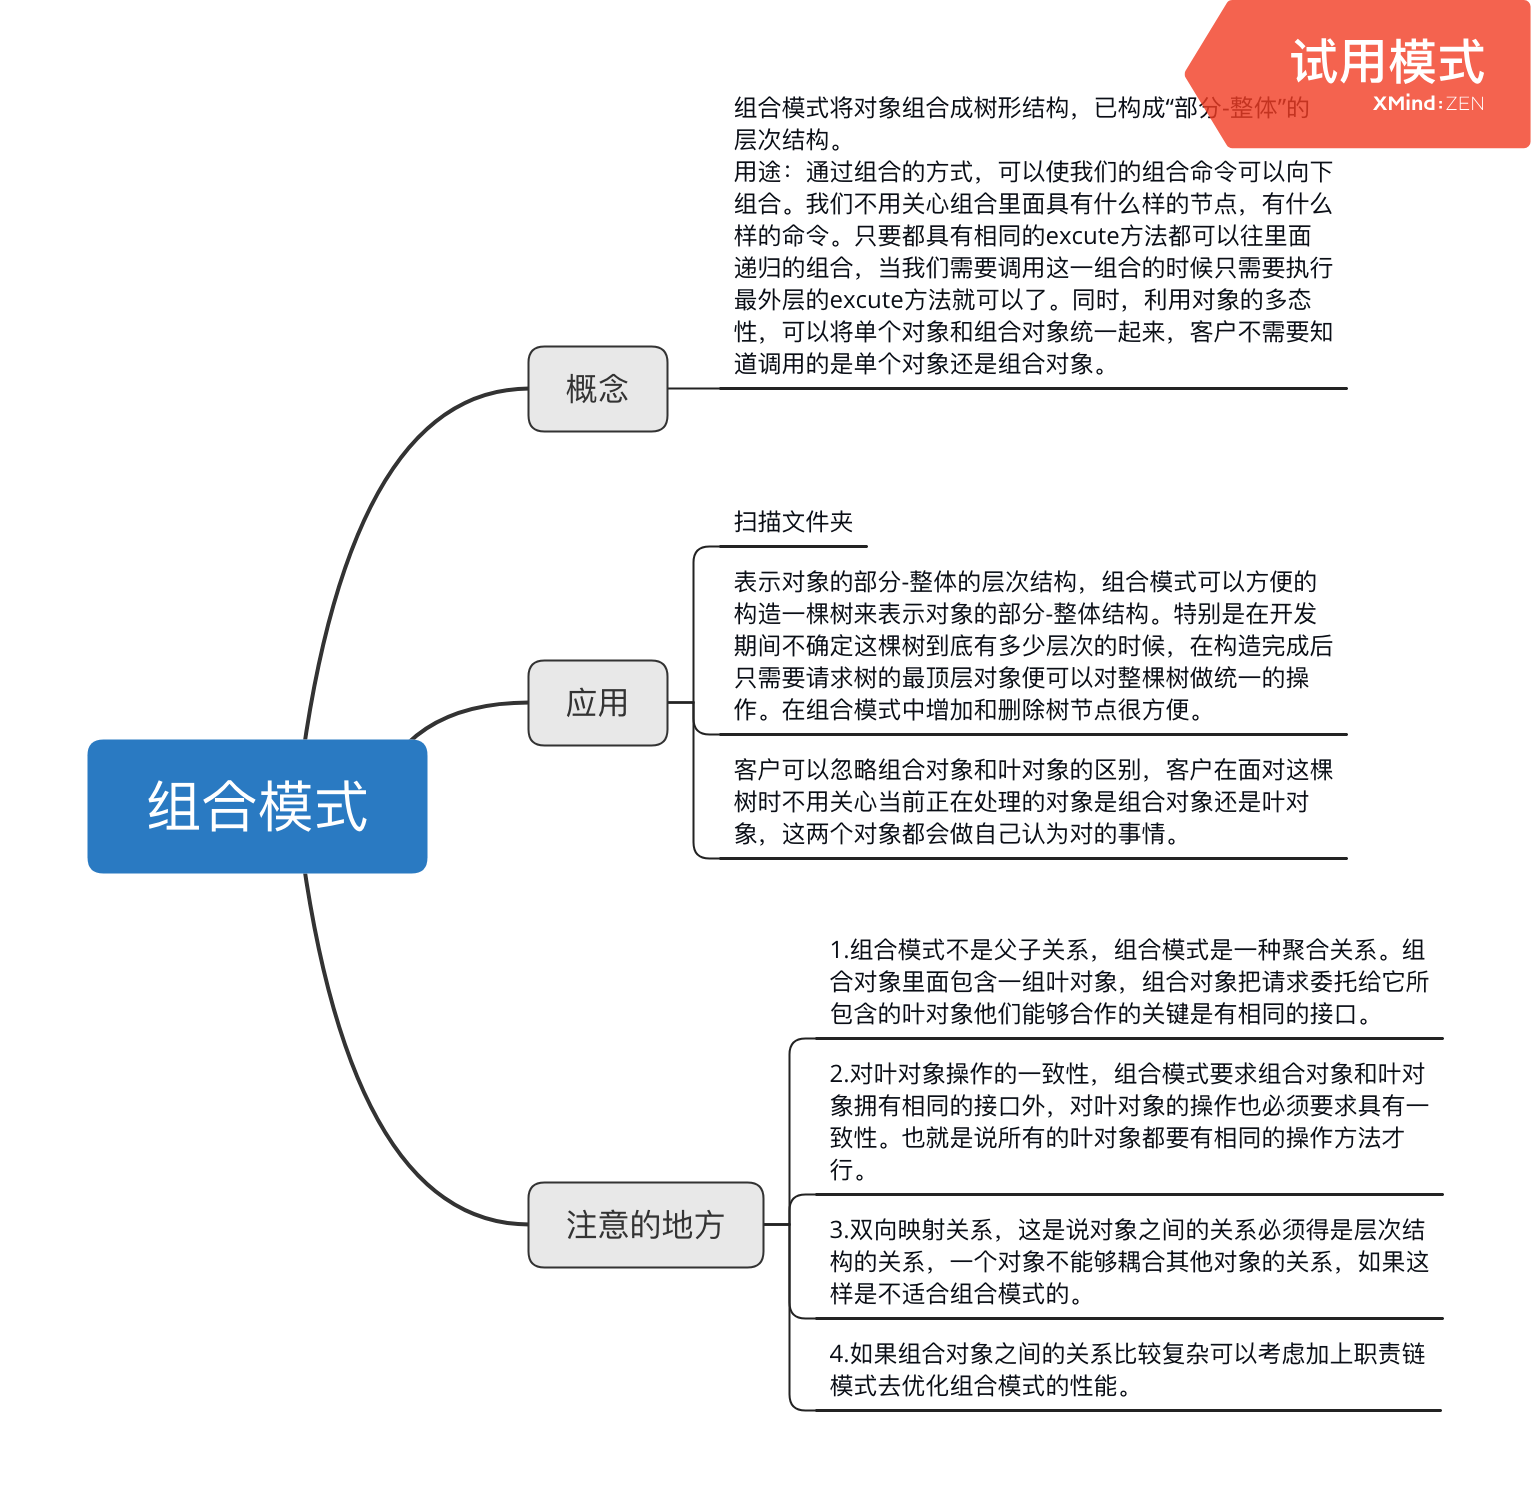 试用模式
XMind:ZEN
组合模式将对象组合成树形结构，已构成“部分-整体”的
层次结构。
用途：通过组合的方式，可以使我们的组合命令可以向下
组合。我们不用关心组合里面具有什么样的节点，有什么
样的命令。只要都具有相同的excute方法都可以往里面
递归的组合，当我们需要调用这一组合的时候只需要执行
最外层的excute方法就可以了。同时，利用对象的多态
性，可以将单个对象和组合对象统一起来，客户不需要知
道调用的是单个对象还是组合对象。
概念
扫描文件夹
表示对象的部分-整体的层次结构，组合模式可以方便的
构造一棵树来表示对象的部分-整体结构。特别是在开发
期间不确定这棵树到底有多少层次的时候，在构造完成后
只需要请求树的最顶层对象便可以对整棵树做统一的操
作。在组合模式中增加和删除树节点很方便。
应用
客户可以忽略组合对象和叶对象的区别，客户在面对这棵
树时不用关心当前正在处理的对象是组合对象还是叶对
象，这两个对象都会做自己认为对的事情。
组合模式
1.组合模式不是父子关系，组合模式是一种聚合关系。组
合对象里面包含一组叶对象，组合对象把请求委托给它所
包含的叶对象他们能够合作的关键是有相同的接口。
2.对叶对象操作的一致性，组合模式要求组合对象和叶对
象拥有相同的接口外，对叶对象的操作也必须要求具有一
致性。也就是说所有的叶对象都要有相同的操作方法才
行。
注意的地方
3.双向映射关系，这是说对象之间的关系必须得是层次结
构的关系，一个对象不能够耦合其他对象的关系，如果这
样是不适合组合模式的。
4.如果组合对象之间的关系比较复杂可以考虑加上职责链
模式去优化组合模式的性能。